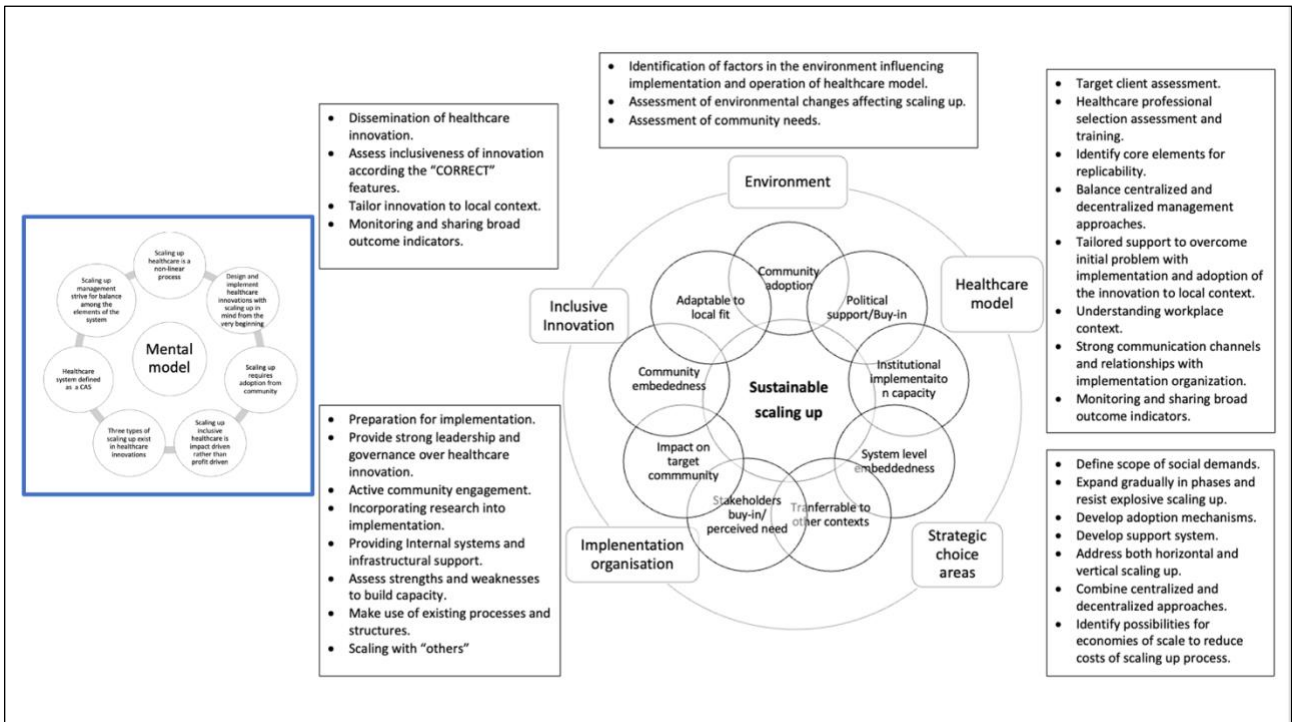 • Identification of factors in the environment influencing
implementation and operation of healthcare model.
• Assessment of environmental changes affecting scaling up.
• Assessment of community needs.
• Dissemination of healthcare
innovation.
• Assess inclusiveness of innovation
according the “CORRECT”
features.
• Tailor innovation to local context.
• Monitoring and sharing broad
outcome indicators.
• Target client assessment.
• Healthcare professional
selection assessment and
training.
• Identify core elements for
replicability.
• Balance centralized and
decentralized management
approaches.
• Tailored support to overcome
initial problem with
implementation and adoption of
the innovation to local context.
• Understanding workplace
context.
• Strong communication channels
and relationships with
implementation organization.
• Monitoring and sharing broad
outcome indicators.
Scaling up
healthcare is a
non-linear
process
Design and
implement
healthcare
innovations with
scaling up in
mind from the
very beginning
Scaling up
requires
adoption from
community
Scaling up
inclusive
healthcare is
impact driven
rather than
profit driven
Three types of
scaling up exist
in healthcare
innovations
Healthcare
system defined
as a CAS
Scaling up
management
strive for balance
among the
elements of the
system
Mental
model
Environment
Healthcare
model
Strategic
choice
areas
Implenentation
organisation
Inclusive
Innovation
Community
adoption
Political
support/Buy-in
Institutional
implementaito
n capacity
System level
embeddedness
Tranferrable to
other contexts
Stakeholders
buy-in/
perceived need
Impact on
target
commmunity
Community
embededness
Adaptable to
local fit
Sustainable
scaling up
• Preparation for implementation.
• Provide strong leadership and
governance over healthcare
innovation.
• Active community engagement.
• Incorporating research into
implementation.
• Providing Internal systems and
infrastructural support.
• Assess strengths and weaknesses
to build capacity.
• Make use of existing processes and
structures.
• Scaling with “others”
• Define scope of social demands.
• Expand gradually in phases and
resist explosive scaling up.
• Develop adoption mechanisms.
• Develop support system.
• Address both horizontal and
vertical scaling up.
• Combine centralized and
decentralized approaches.
• Identify possibilities for
economies of scale to reduce
costs of scaling up process.